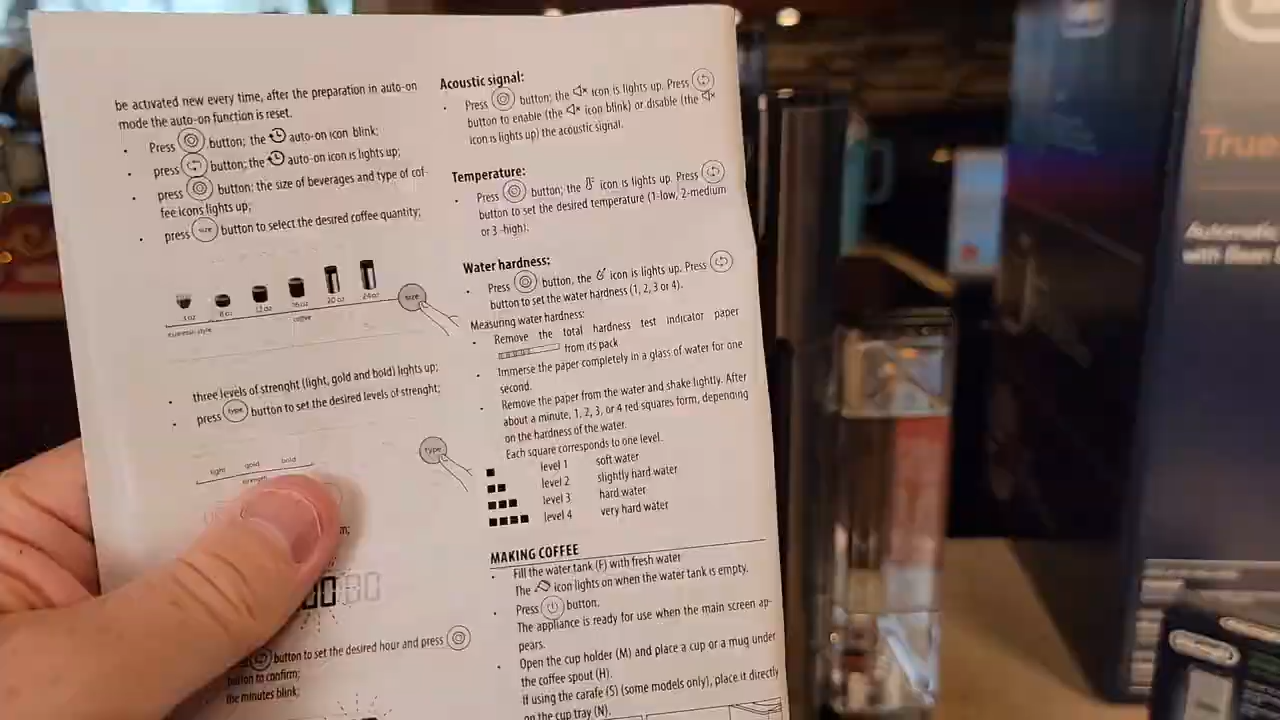 be activated new every time, after the preparation in auto-on
mode the auto-on function is reset.
• Press button; the auto-on icon blink;
• press button; the auto-on icon is lights up;
• press button: the size of beverages and type of cof-
fee icons lights up;
• press size button to select the desired coffee quantity;
3 oz 8 oz 12 oz 16 oz 20 oz 24 oz
espresso style coffee
size
• three levels of strenght (light, gold and bold) lights up;
• press type button to set the desired levels of strenght;
type
light gold bold
strength
m;
button to set the desired hour and press
button to confirm;
the minutes blink;
Acoustic signal:
• Press button; the icon is lights up. Press
button to enable (the icon blink) or disable (the
icon is lights up) the acoustic signal.
Temperature:
• Press button; the icon is lights up. Press
button to set the desired temperature (1-low, 2-medium
or 3-high).
Water hardness:
• Press button, the icon is lights up. Press
button to set the water hardness (1, 2, 3 or 4).
Measuring water hardness:
• Remove the total hardness test indicator paper
from its pack
• Immerse the paper completely in a glass of water for one
second.
• Remove the paper from the water and shake lightly. After
about a minute, 1, 2, 3, or 4 red squares form, depending
on the hardness of the water.
Each square corresponds to one level.
level 1 soft water
level 2 slightly hard water
level 3 hard water
level 4 very hard water
MAKING COFFEE
• Fill the water tank (F) with fresh water
The icon lights on when the water tank is empty.
• Press button.
The appliance is ready for use when the main screen ap-
pears.
• Open the cup holder (M) and place a cup or a mug under
the coffee spout (H).
If using the carafe (S) (some models only), place it directly
on the cup tray (N).
True
Automatic
with Bean